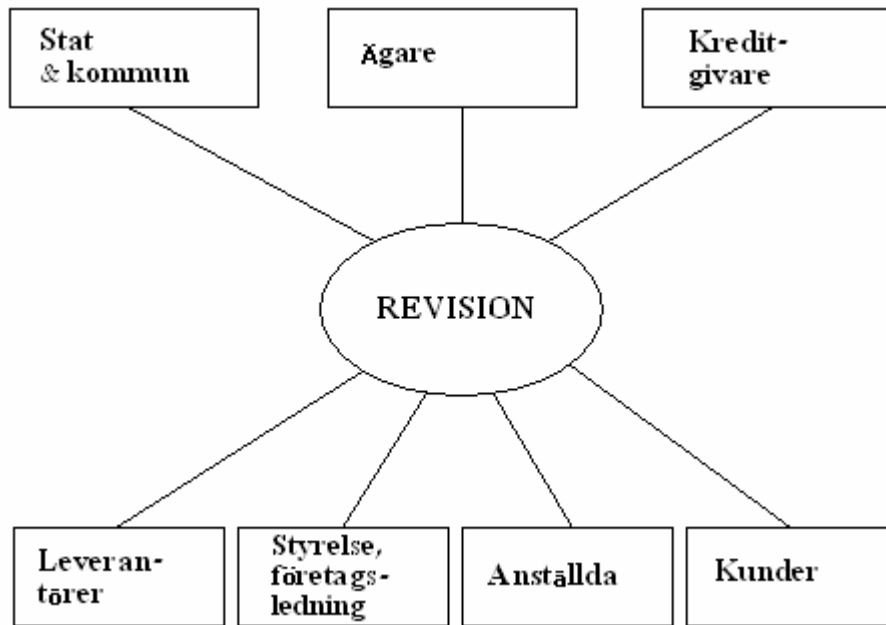 Stat
& kommun
Ägare
Kredit-
givare
REVISION
Leveran-
törer
Styrelse,
företags-
ledning
Anställda
Kunder